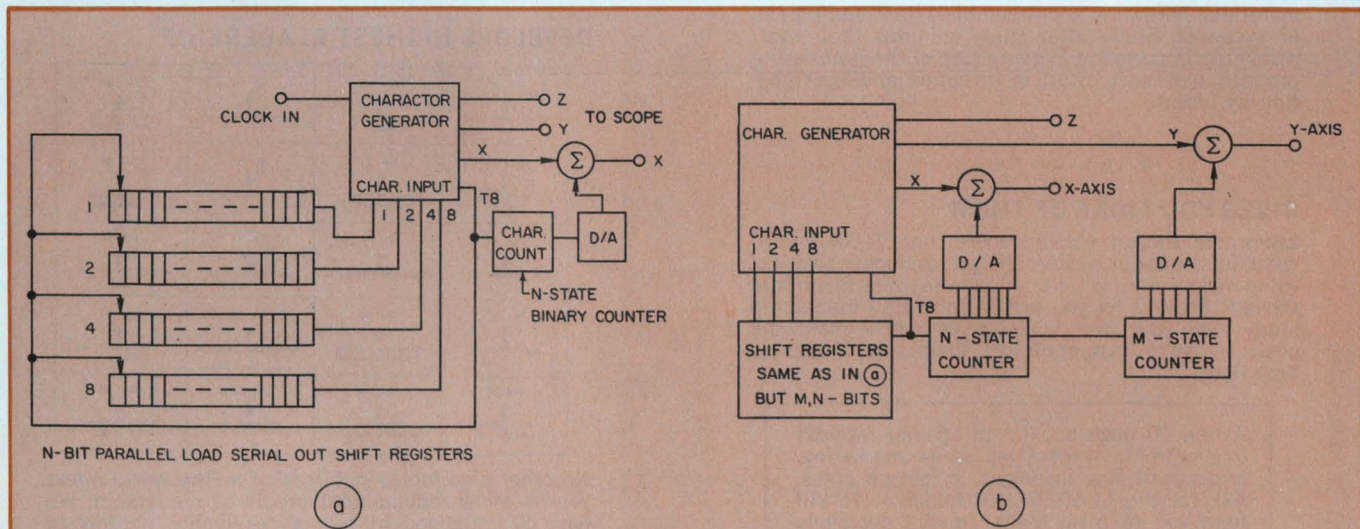 CLOCK IN
CHARACTOR
GENERATOR
CHAR. INPUT
1 2 4 8
Z
Y
X
TO SCOPE
Σ
X
T8
CHAR.
COUNT
D/A
N-STATE
BINARY COUNTER
1
2
4
8
N-BIT PARALLEL LOAD SERIAL OUT SHIFT REGISTERS
a
CHAR. GENERATOR
CHAR. INPUT
1 2 4 8
Z
Y
Σ
Y-AXIS
X
Σ
X-AXIS
D/A
D/A
T8
SHIFT REGISTERS
SAME AS IN a
BUT M,N-BITS
N-STATE
COUNTER
M-STATE
COUNTER
b